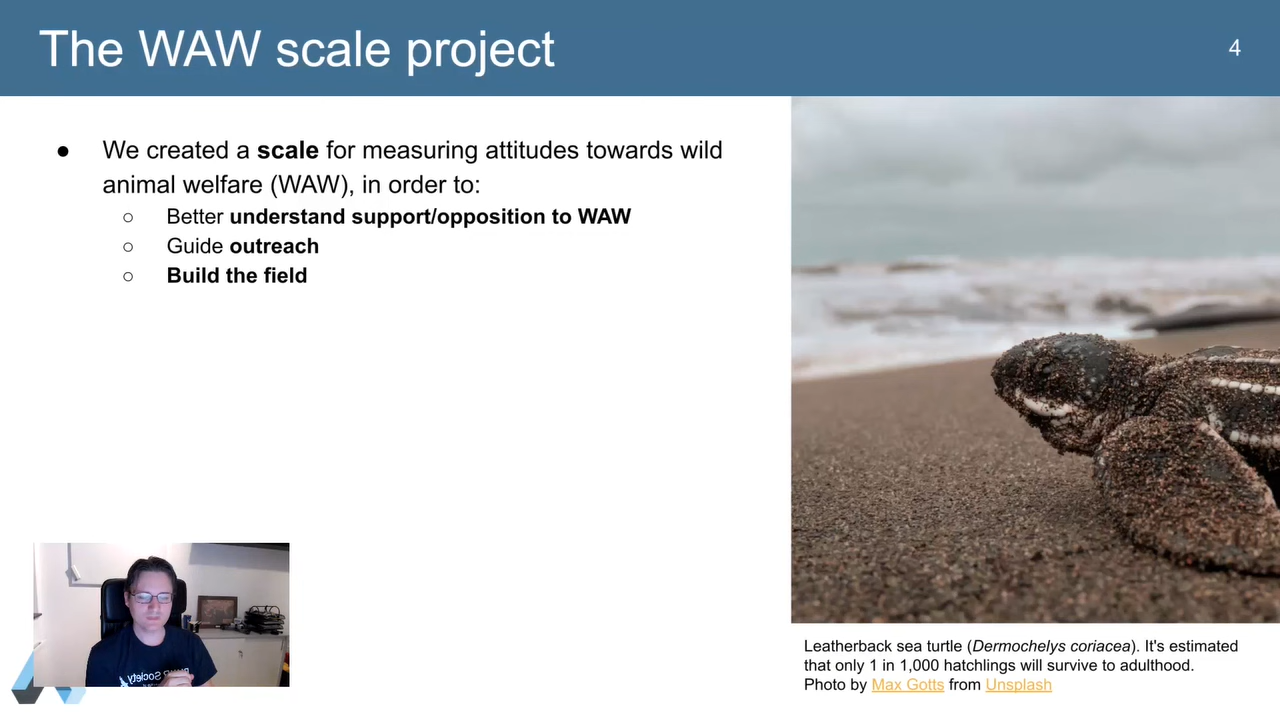 The WAW scale project
4
● We created a scale for measuring attitudes towards wild
animal welfare (WAW), in order to:
○ Better understand support/opposition to WAW
○ Guide outreach
○ Build the field
Leatherback sea turtle (Dermochelys coriacea). It's estimated
that only 1 in 1,000 hatchlings will survive to adulthood.
Photo by Max Gotts from Unsplash
Society